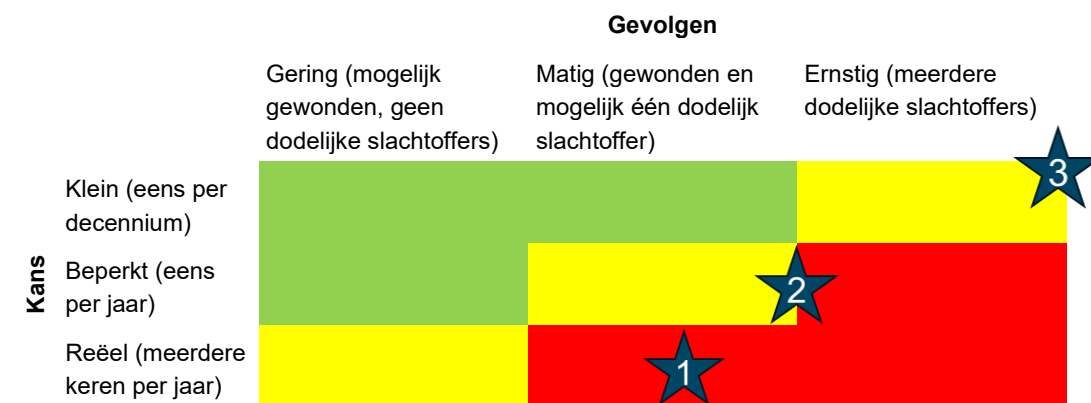 Gevolgen
Gering (mogelijk
gewonden, geen
dodelijke slachtoffers)
Matig (gewonden en
mogelijk één dodelijk
slachtoffer)
Ernstig (meerdere
dodelijke slachtoffers)
Kans
Klein (eens per
decennium)
3
Beperkt (eens
per jaar)
2
Reëel (meerdere
keren per jaar)
1